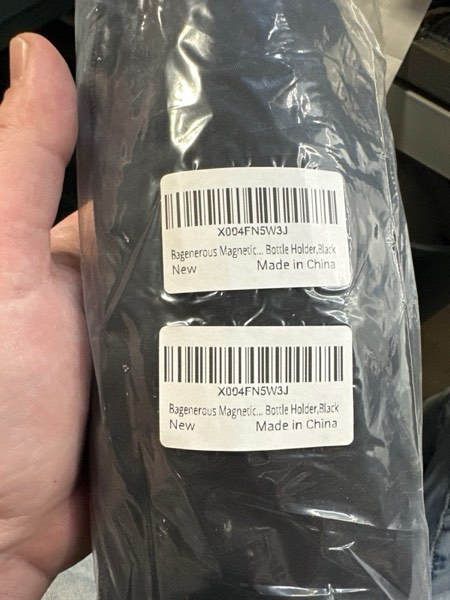 X004FN5W3J
Bagenerous Magnetic... Bottle Holder,Black
New Made in China
X004FN5W3J
Bagenerous Magnetic... Bottle Holder,Black
New Made in China